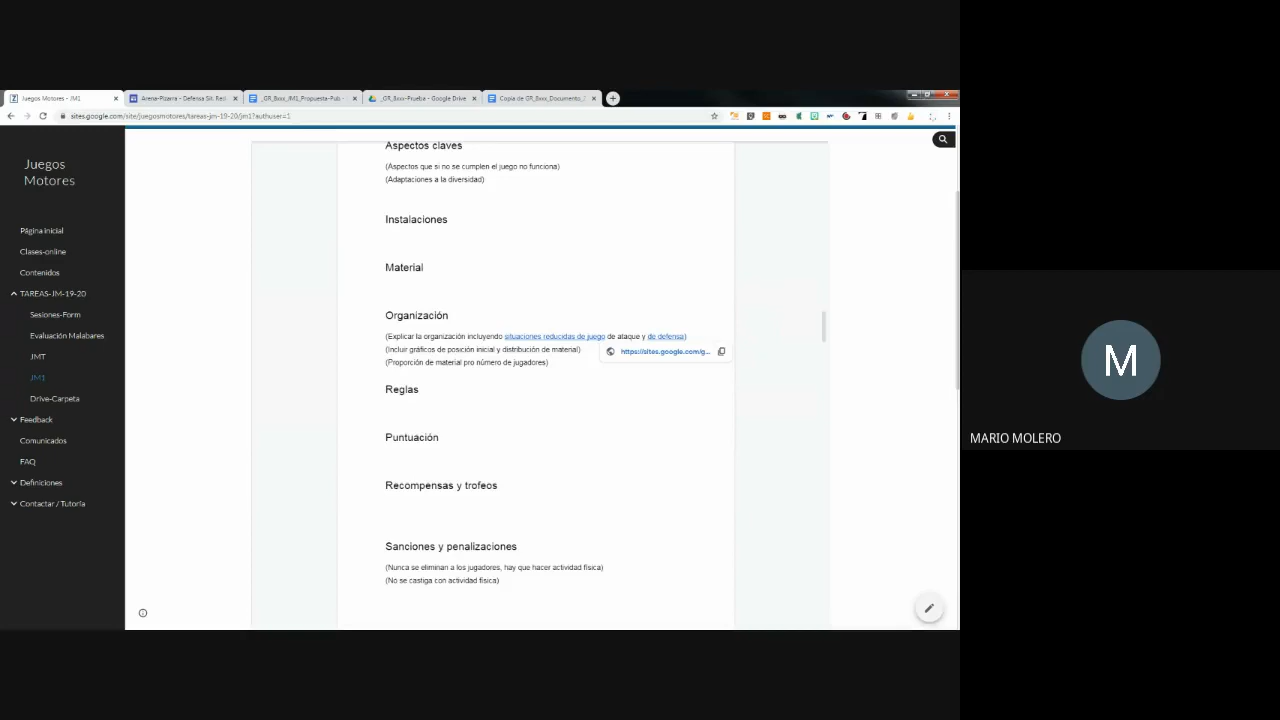 Juegos Motores - JM1
Arena-Pizarra - Defensa Sit. Red
_GR_8xxx_JM1_Propuesta-Pub -
_GR_8xxx-Prueba - Google Drive
Copia de GR_8xxx_Documento_
sites.google.com/site/juegosmotores/tareas-jm-19-20/jm1?authuser=1
Juegos
Motores
Página inicial
Clases-online
Contenidos
TAREAS-JM-19-20
Sesiones-Form
Evaluación Malabares
JMT
JM1
Drive-Carpeta
Feedback
Comunicados
FAQ
Definiciones
Contactar / Tutoría
Aspectos claves
(Aspectos que si no se cumplen el juego no funciona)
(Adaptaciones a la diversidad)
Instalaciones
Material
Organización
(Explicar la organización incluyendo situaciones reducidas de juego de ataque y de defensa)
(Incluir gráficos de posición inicial y distribución de material)
https://sites.google.com/g...
(Proporción de material pro número de jugadores)
Reglas
Puntuación
Recompensas y trofeos
Sanciones y penalizaciones
(Nunca se eliminan a los jugadores, hay que hacer actividad física)
(No se castiga con actividad física)
M
MARIO MOLERO